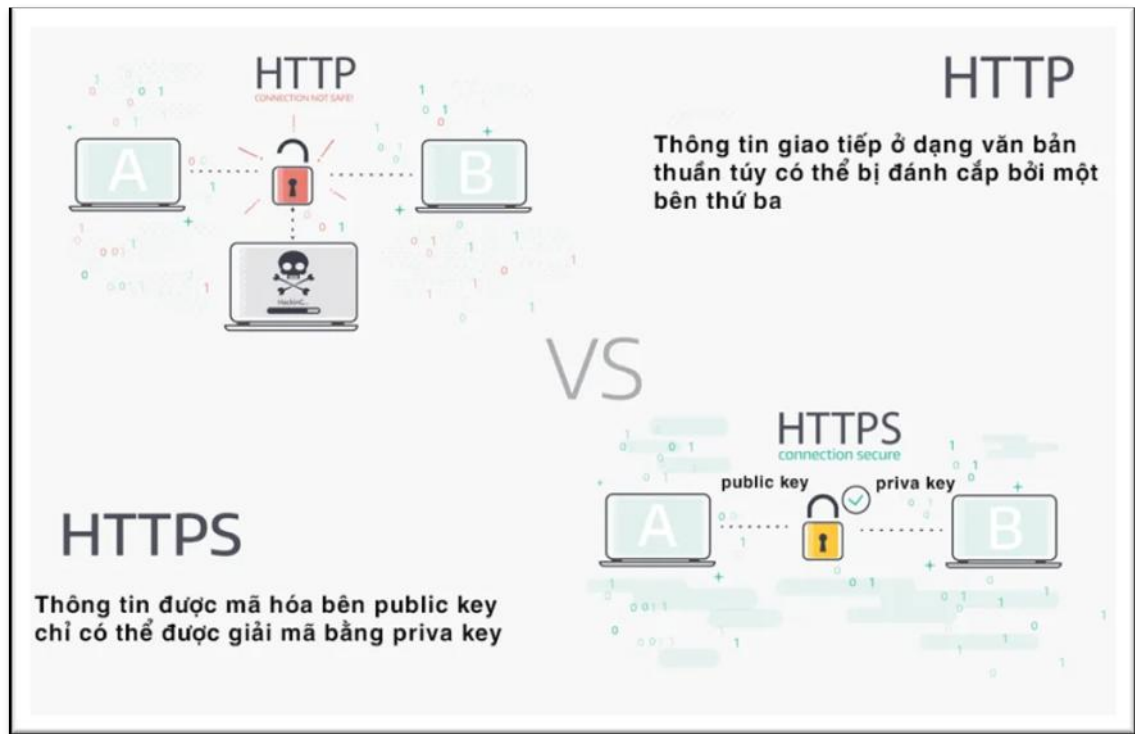 HTTP
CONNECTION NOT SAFE!
A
B
Hackin​G...
HTTP
Thông tin giao tiếp ở dạng văn bản
thuần túy có thể bị đánh cắp bởi một
bên thứ ba
VS
HTTPS
Thông tin được mã hóa bên public key
chỉ có thể được giải mã bằng priva key
HTTPS
connection secure
public key
priva key
A
B